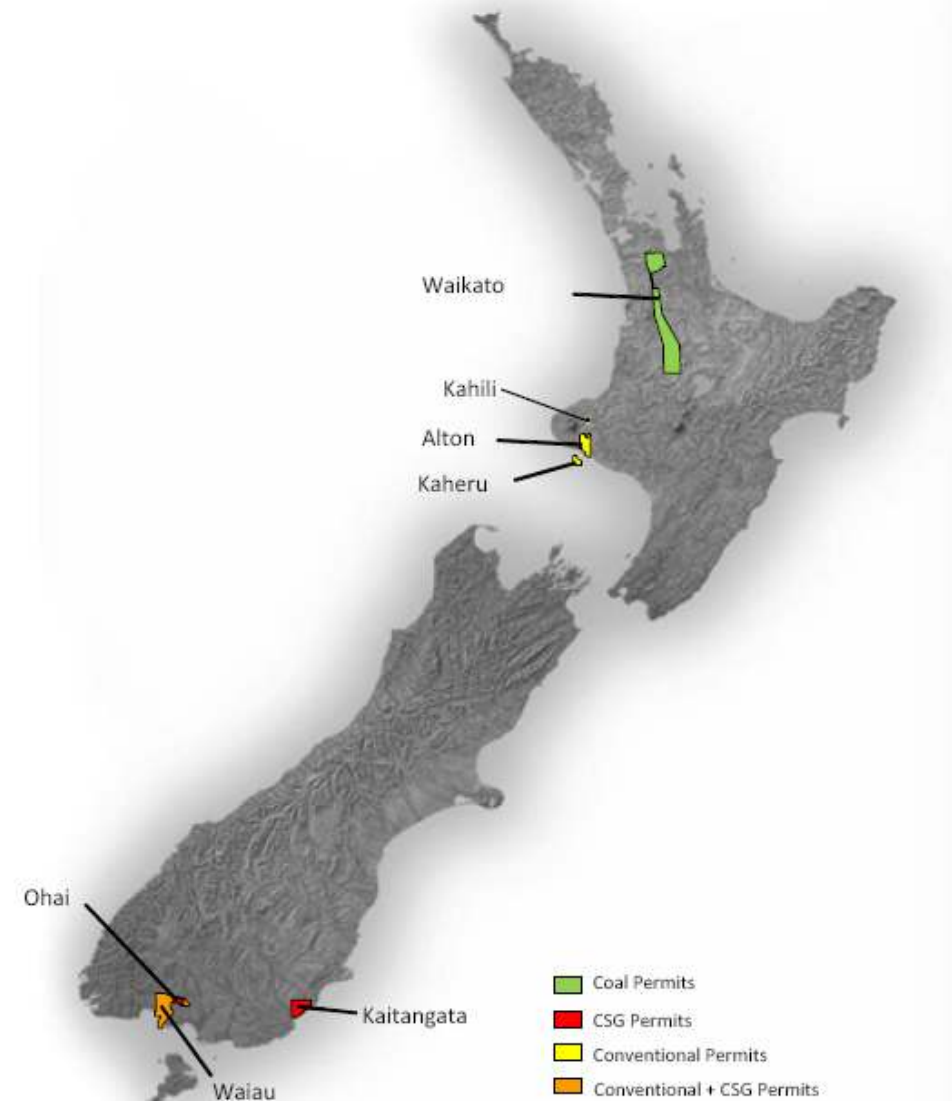 Waikato
Kahili
Alton
Kaheru
Ohai
Kaitangata
Waiau
Coal Permits
CSG Permits
Conventional Permits
Conventional + CSG Permits